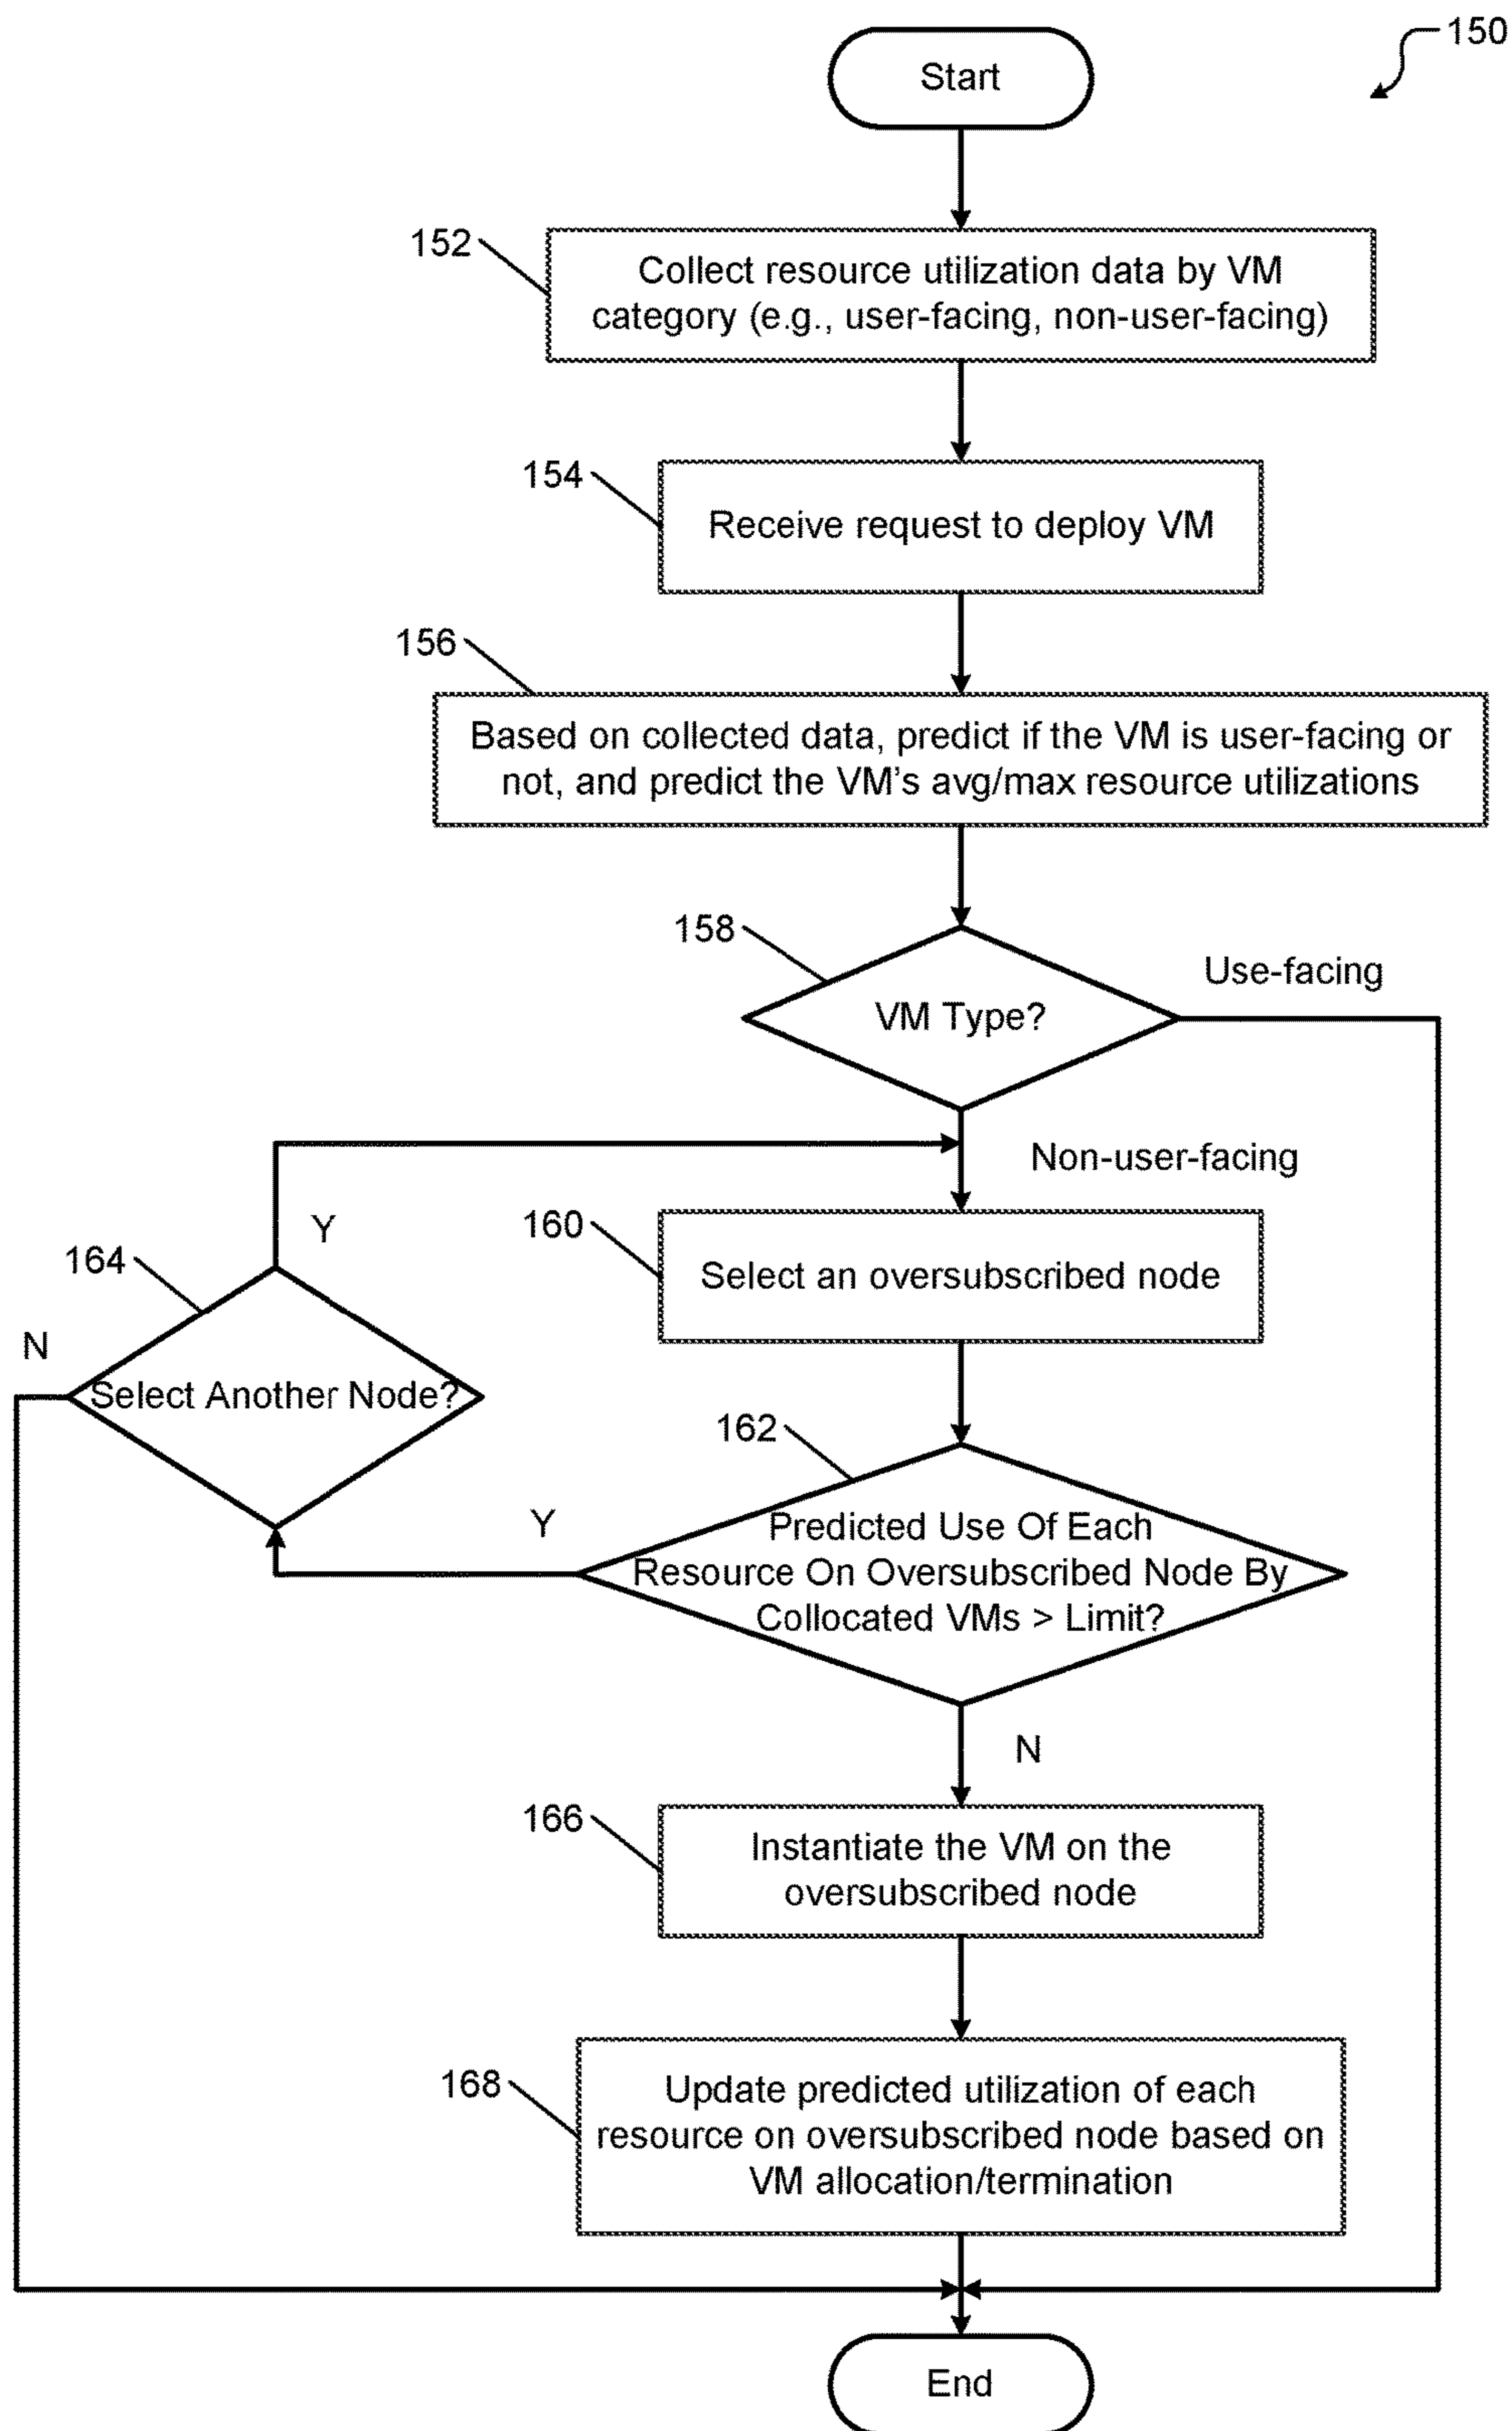 150
Start
152
Collect resource utilization data by VM
category (e.g., user-facing, non-user-facing)
154
Receive request to deploy VM
156
Based on collected data, predict if the VM is user-facing or
not, and predict the VM's avg/max resource utilizations
158
Use-facing
VM Type?
Non-user-facing
Y
160
164
Select an oversubscribed node
N
Select Another Node?
162
Y
Predicted Use Of Each
Resource On Oversubscribed Node By
Collocated VMs > Limit?
N
166
Instantiate the VM on the
oversubscribed node
168
Update predicted utilization of each
resource on oversubscribed node based on
VM allocation/termination
End